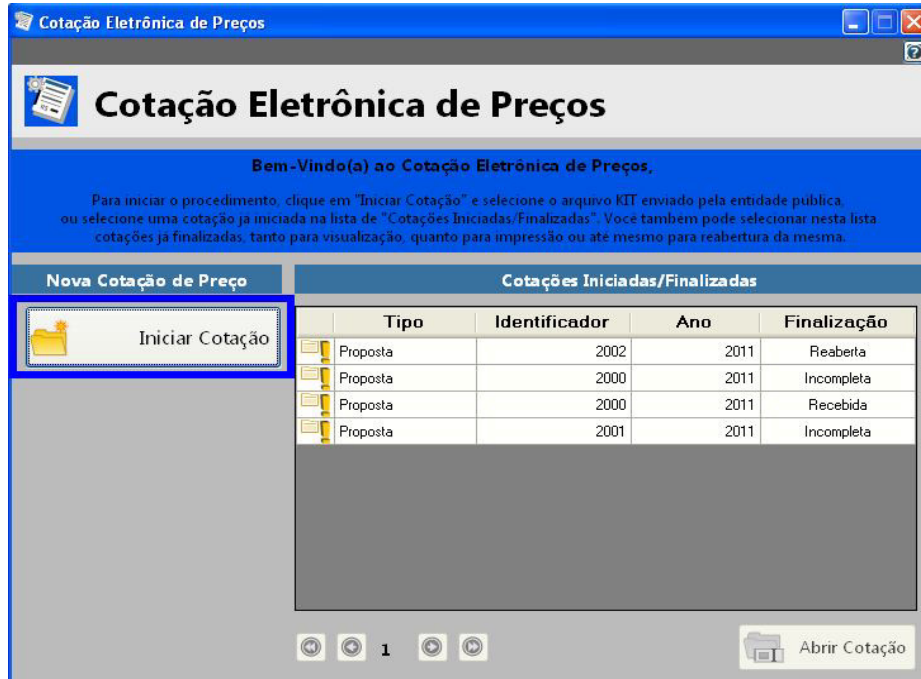 Cotação Eletrônica de Preços
Cotação Eletrônica de Preços
Bem-Vindo(a) ao Cotação Eletrônica de Preços,
Para iniciar o procedimento, clique em "Iniciar Cotação" e selecione o arquivo KIT enviado pela entidade pública,
ou selecione uma cotação já iniciada na lista de "Cotações Iniciadas/Finalizadas". Você também pode selecionar nesta lista
cotações já finalizadas, tanto para visualização, quanto para impressão ou até mesmo para reabertura da mesma.
Nova Cotação de Preço
Cotações Iniciadas/Finalizadas
Iniciar Cotação
Tipo Identificador Ano Finalização
Proposta 2002 2011 Reaberta
Proposta 2000 2011 Incompleta
Proposta 2000 2011 Recebida
Proposta 2001 2011 Incompleta
1
Abrir Cotação